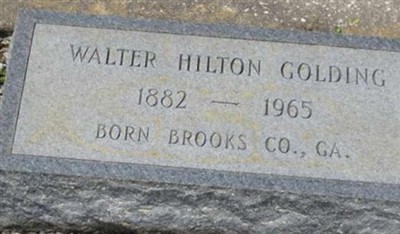 WALTER HILTON GOLDING
1882 — 1965
BORN BROOKS CO., GA.